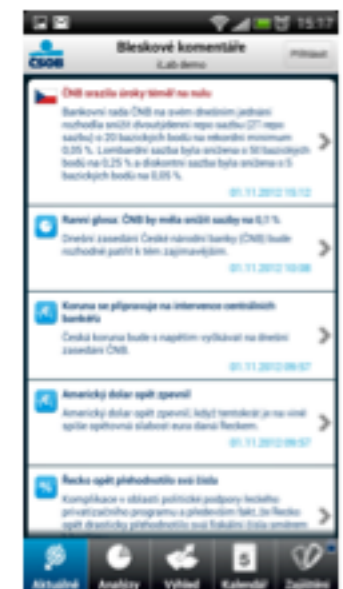 15:17
ČSOB
Bleskové komentáře
iLab demo
Přihlásit
ČNB srazila úroky téměř na nulu
Bankovní rada ČNB na svém dnešním jednání
rozhodla snížit dvoutýdenní repo sazbu (2T repo
sazbu) o 20 bazických bodů na rekordní minimum
0,05 %. Lombardní sazba byla snížena o 50 bazických
bodů na 0,25 % a diskontní sazba byla snížena o 5
bazických bodů na 0,05 %.
01.11.2012 15:12
Ranní glosa: ČNB by měla snížit sazby na 0,1 %
Dnešní zasedání České národní banky (ČNB) bude
rozhodně patřit k těm zajímavějším.
01.11.2012 10:08
Koruna se připravuje na intervence centrálních
bankéřů
Česká koruna bude s napětím vyčkávat na dnešní
zasedání ČNB.
01.11.2012 09:57
Americký dolar opět zpevnil
Americký dolar opět zpevnil, když tentokrát je na vině
spíše opětovná slabost eura daná Řeckem.
01.11.2012 09:57
Řecko opět přehodnotilo svá čísla
Komplikace v oblasti politické podpory řeckého
privatizačního programu a především fakt, že Řecko
opět drasticky přehodnotilo svá fiskální čísla směrem
Aktuálně
Analýzy
Výhled
Kalendář
Zajištění